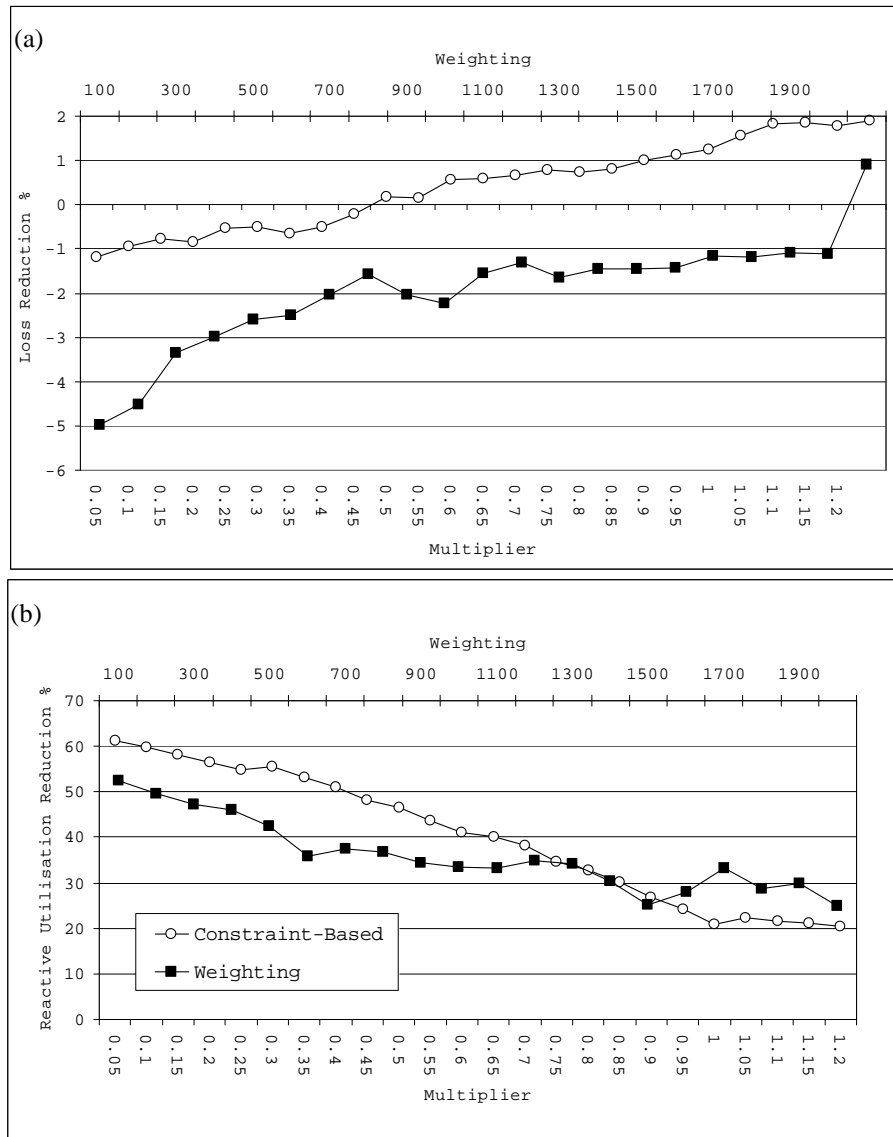 (a)
Weighting
100 300 500 700 900 1100 1300 1500 1700 1900
2
1
0
-1
-2
-3
-4
-5
-6
Loss Reduction %
0.05 0.1 0.15 0.2 0.25 0.3 0.35 0.4 0.45 0.5 0.55 0.6 0.65 0.7 0.75 0.8 0.85 0.9 0.95 1 1.05 1.1 1.15 1.2
Multiplier
(b)
Weighting
100 300 500 700 900 1100 1300 1500 1700 1900
70
60
50
40
30
20
10
0
Reactive Utilisation Reduction %
Constraint-Based
Weighting
0.05 0.1 0.15 0.2 0.25 0.3 0.35 0.4 0.45 0.5 0.55 0.6 0.65 0.7 0.75 0.8 0.85 0.9 0.95 1 1.05 1.1 1.15 1.2
Multiplier